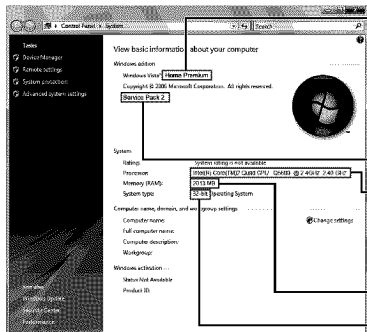 Control Panel ▸ System
Search
Tasks
Device Manager
Remote settings
System protection
Advanced system settings
See also
Windows Update
Security Center
Performance
View basic information about your computer
Windows edition
Windows Vista™ Home Premium
Copyright © 2006 Microsoft Corporation. All rights reserved.
Service Pack 2
System
Rating: System rating is not available
Processor: Intel(R) Core(TM)2 Quad CPU Q6600 @ 2.40GHz 2.40 GHz
Memory (RAM): 2013 MB
System type: 32-bit Operating System
Computer name, domain, and workgroup settings
Computer name:
Change settings
Full computer name:
Computer description:
Workgroup:
Windows activation
Status Not Available
Product ID: